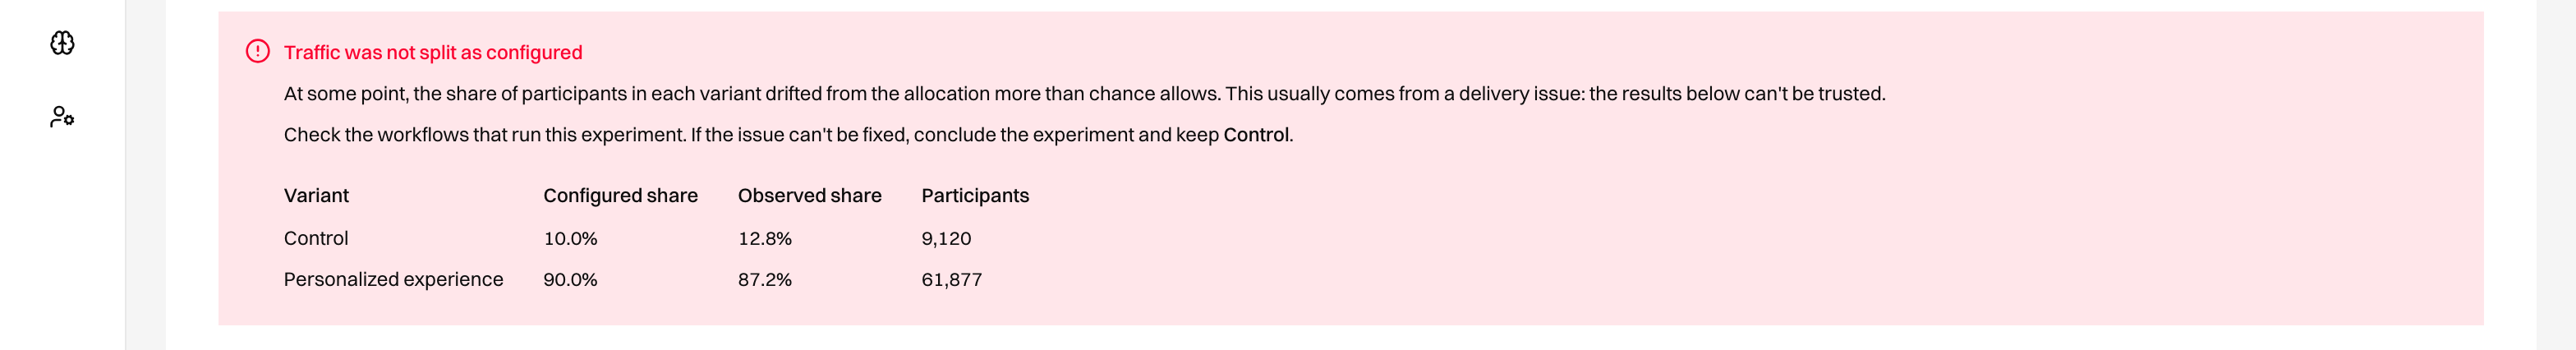 Traffic was not split as configured
At some point, the share of participants in each variant drifted from the allocation more than chance allows. This usually comes from a delivery issue: the results below can't be trusted.
Check the workflows that run this experiment. If the issue can't be fixed, conclude the experiment and keep Control.
Variant Configured share Observed share Participants
Control 10.0% 12.8% 9,120
Personalized experience 90.0% 87.2% 61,877